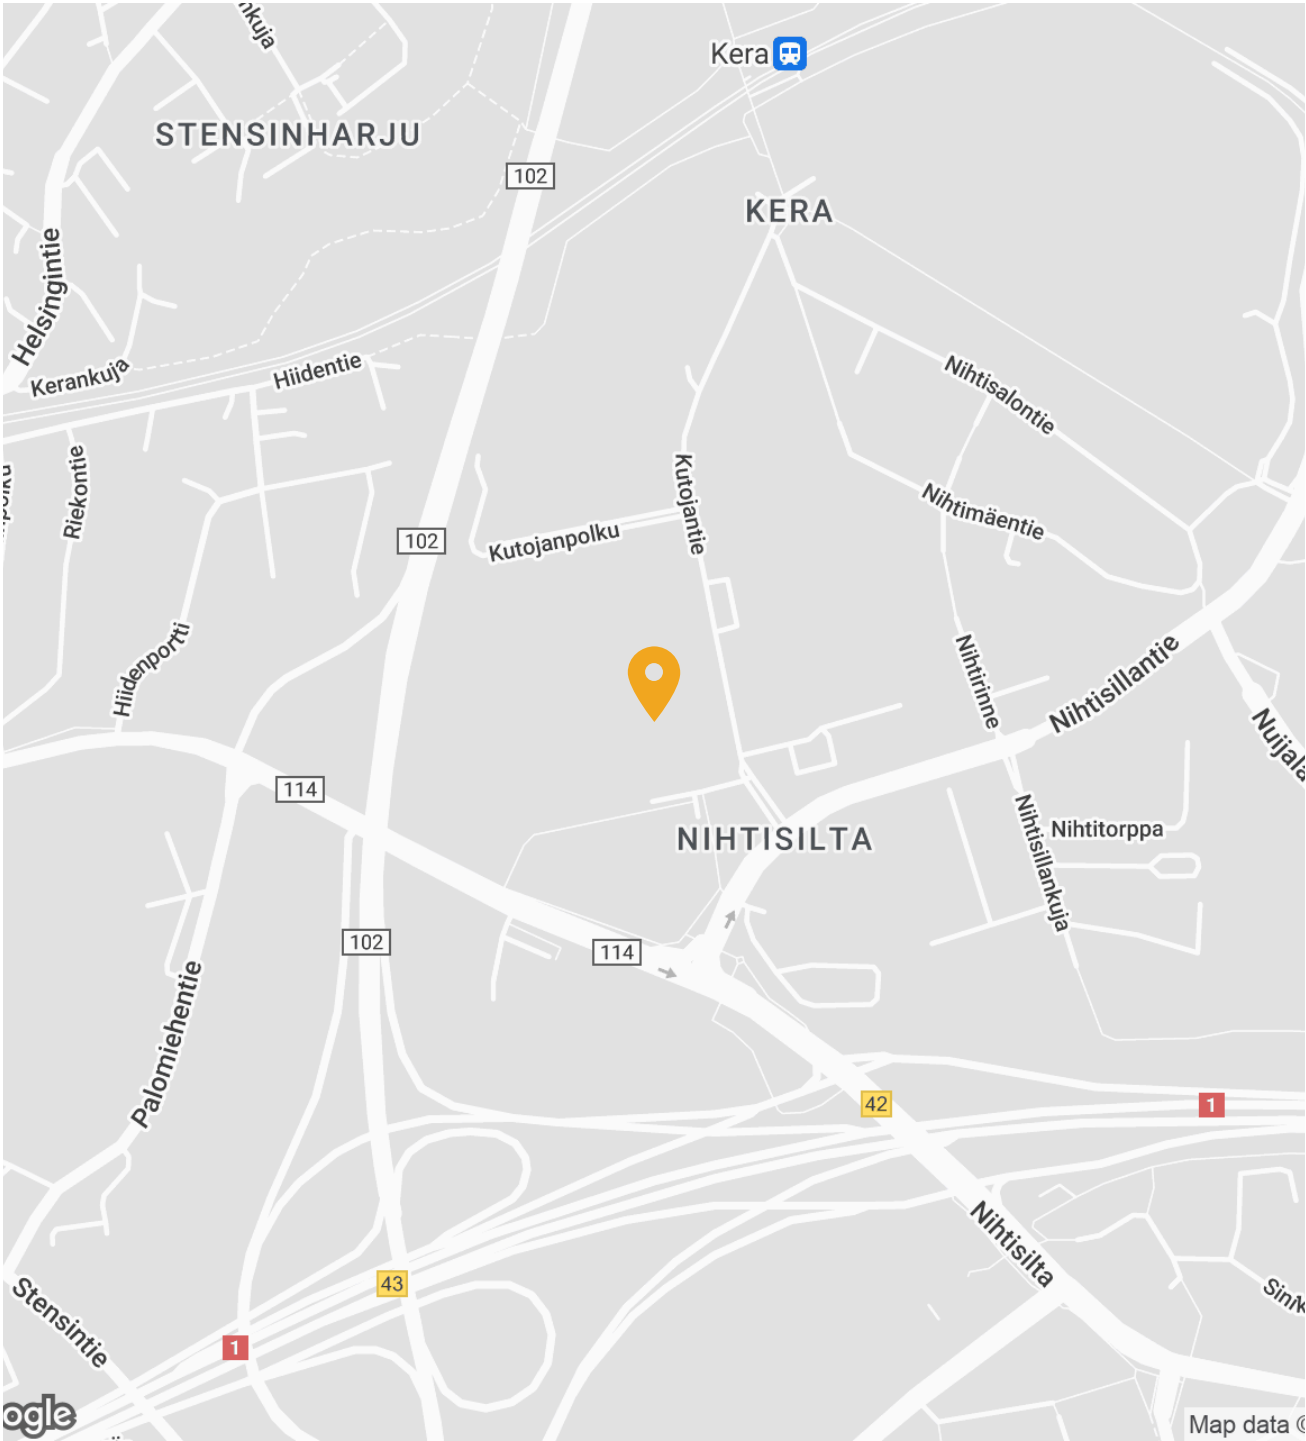 Kera
STENSINHARJU
102
KERA
Helsingintie
Kerankuja
Hiidentie
Nihtisalontie
Riekontie
Kutojantie
Nihtimäentie
Kutojanpolku
102
Hiidenportti
Nihtirinne
Nihtisillantie
114
NIHTISILTA
Nihtisillankuja
Nihtitorppa
102
114
Palomiehentie
42
1
Nihtisilta
43
Stensintie
1
Map data ©